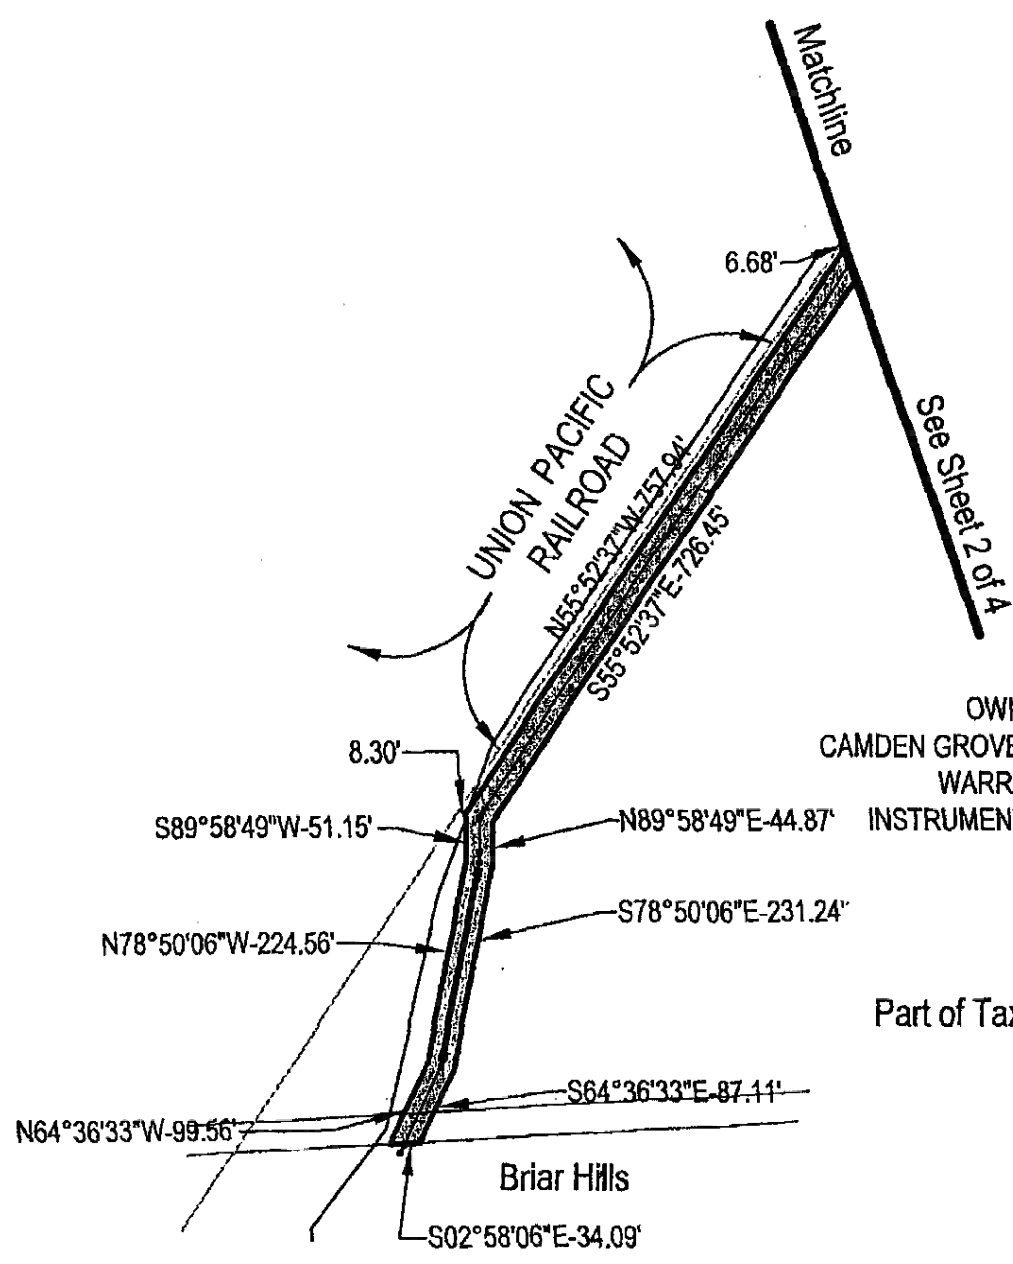 Matchline
6.68'
See Sheet 2 of 4
UNION PACIFIC
RAILROAD
N55°52'37"W-757.94'
S55°52'37"E-726.45'
OW
CAMDEN GROVE
WARR
INSTRUMEN
8.30'
S89°58'49"W-51.15'
N89°58'49"E-44.87'
S78°50'06"E-231.24'
N78°50'06"W-224.56'
Part of Tax
S64°36'33"E-87.11'
N64°36'33"W-99.56'
Briar Hills
S02°58'06"E-34.09'